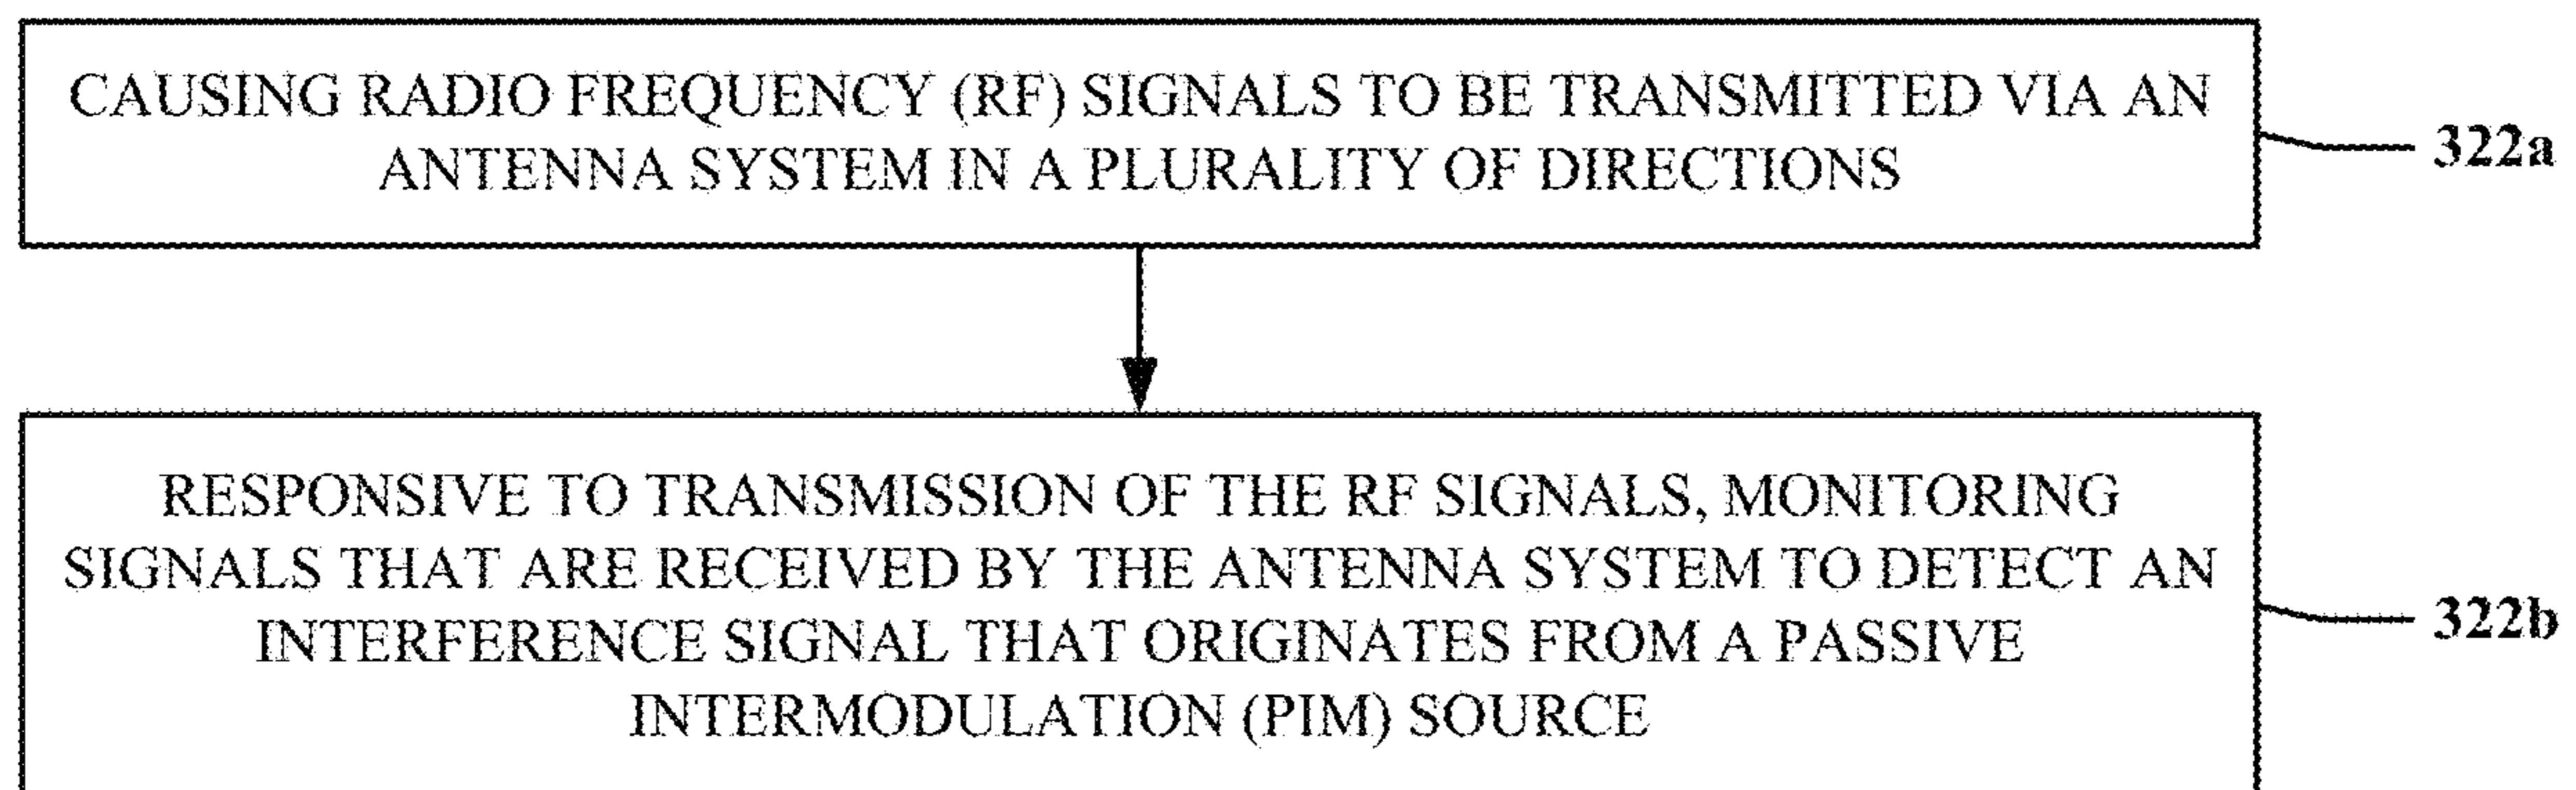 CAUSING RADIO FREQUENCY (RF) SIGNALS TO BE TRANSMITTED VIA AN
ANTENNA SYSTEM IN A PLURALITY OF DIRECTIONS
322a
RESPONSIVE TO TRANSMISSION OF THE RF SIGNALS, MONITORING
SIGNALS THAT ARE RECEIVED BY THE ANTENNA SYSTEM TO DETECT AN
INTERFERENCE SIGNAL THAT ORIGINATES FROM A PASSIVE
INTERMODULATION (PIM) SOURCE
322b